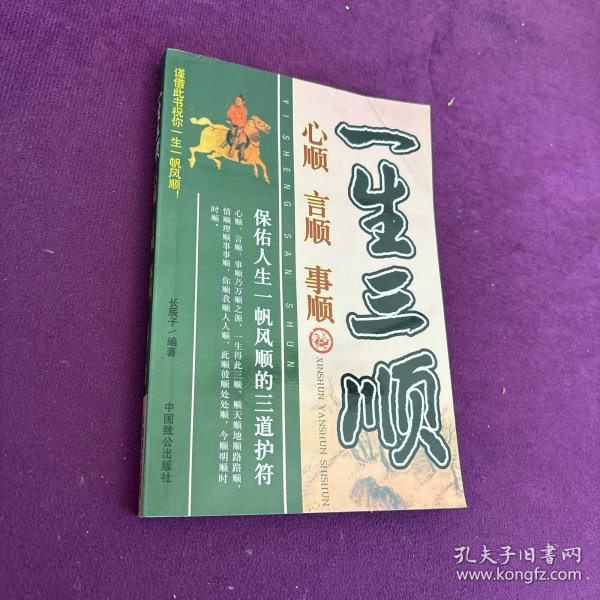 一生三顺
心顺 言顺 事顺
XINSHUN YANSHUN SHISHUN
YI SHENG SAN SHUN
保佑人生一帆风顺的三道护符
心顺、言顺、事顺乃万顺之源，一生得此三顺，顺天顺地顺路路顺，
情顺理顺事事顺，你顺我顺人人顺，此顺彼顺处处顺，今顺明顺时
时顺。
谨借此书祝你一生一帆风顺！
长辰子/编著
中国致公出版社
孔夫子旧书网
www.kongfz.com